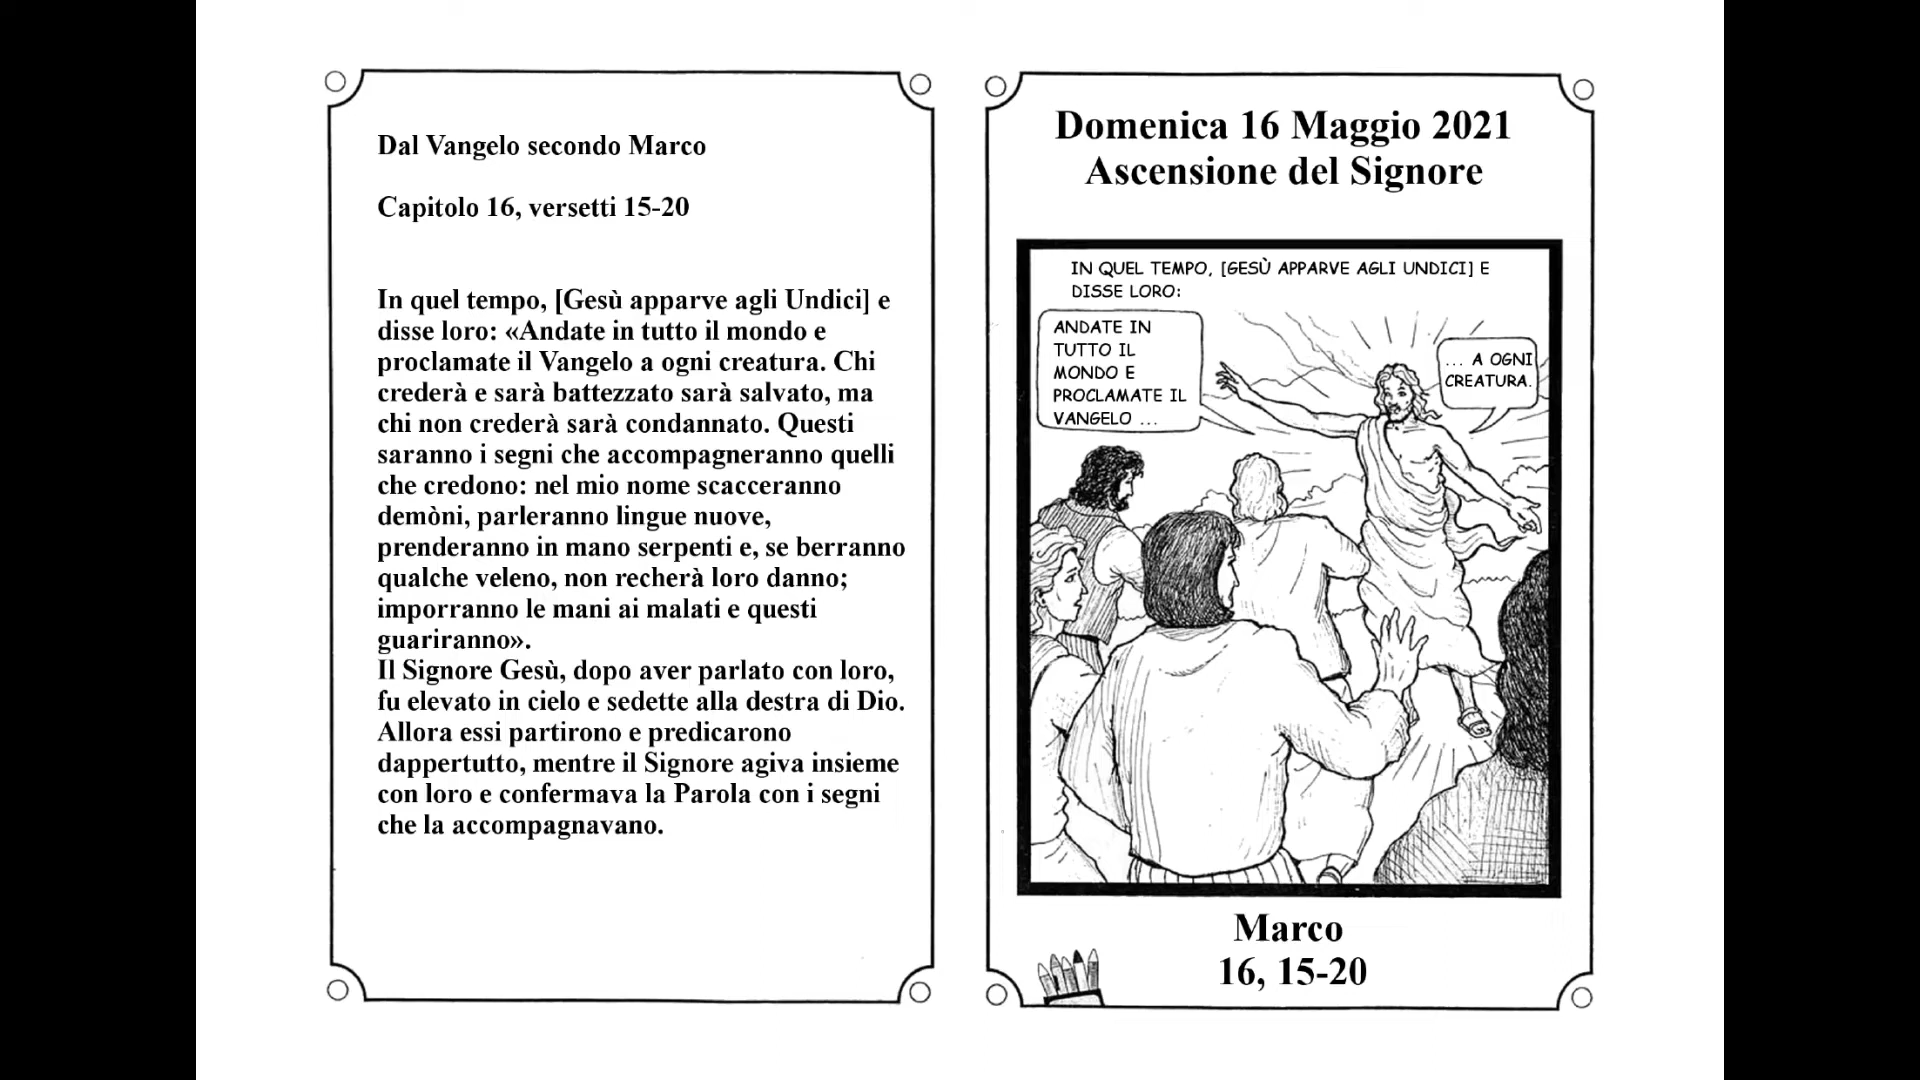 Dal Vangelo secondo Marco
Capitolo 16, versetti 15-20
In quel tempo, [Gesù apparve agli Undici] e
disse loro: «Andate in tutto il mondo e
proclamate il Vangelo a ogni creatura. Chi
crederà e sarà battezzato sarà salvato, ma
chi non crederà sarà condannato. Questi
saranno i segni che accompagneranno quelli
che credono: nel mio nome scacceranno
demòni, parleranno lingue nuove,
prenderanno in mano serpenti e, se berranno
qualche veleno, non recherà loro danno;
imporranno le mani ai malati e questi
guariranno».
Il Signore Gesù, dopo aver parlato con loro,
fu elevato in cielo e sedette alla destra di Dio.
Allora essi partirono e predicarono
dappertutto, mentre il Signore agiva insieme
con loro e confermava la Parola con i segni
che la accompagnavano.
Domenica 16 Maggio 2021
Ascensione del Signore
IN QUEL TEMPO, [GESÙ APPARVE AGLI UNDICI] E
DISSE LORO:
ANDATE IN
TUTTO IL
MONDO E
PROCLAMATE IL
VANGELO ...
... A OGNI
CREATURA.
Marco
16, 15-20